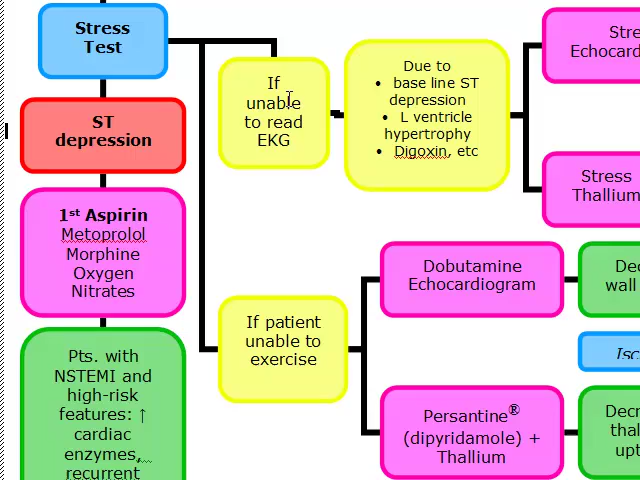 Stress
Test
ST
depression
1st Aspirin
Metoprolol
Morphine
Oxygen
Nitrates
Pts. with
NSTEMI and
high-risk
features: ↑
cardiac
enzymes,
recurrent
If
unable
to read
EKG
Due to
• base line ST
depression
• L ventricle
hypertrophy
• Digoxin, etc
Stress
Thallium
If patient
unable to
exercise
Dobutamine
Echocardiogram
wall
Persantine®
(dipyridamole) +
Thallium